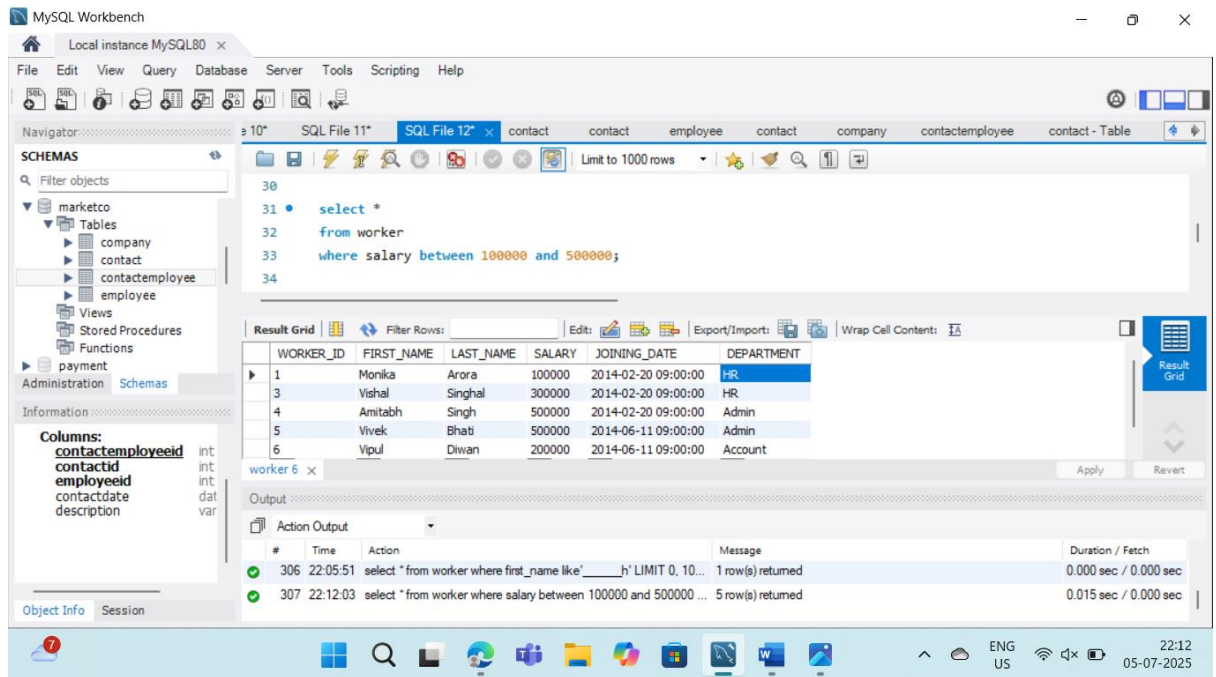 MySQL Workbench
Local instance MySQL80
File Edit View Query Database Server Tools Scripting Help
Navigator
SCHEMAS
Filter objects
marketco
Tables
company
contact
contactemployee
employee
Views
Stored Procedures
Functions
payment
Administration Schemas
Information
Columns:
contactemployeeid int
contactid int
employeeid int
contactdate dat
description var
Object Info Session
e 10* SQL File 11* SQL File 12* contact contact employee contact company contactemployee contact - Table
Limit to 1000 rows
30
31 select *
32 from worker
33 where salary between 100000 and 500000;
34
Result Grid Filter Rows: Edit: Export/Import: Wrap Cell Content:
WORKER_ID FIRST_NAME LAST_NAME SALARY JOINING_DATE DEPARTMENT
1 Monika Arora 100000 2014-02-20 09:00:00 HR
3 Vishal Singhal 300000 2014-02-20 09:00:00 HR
4 Amitabh Singh 500000 2014-02-20 09:00:00 Admin
5 Vivek Bhati 500000 2014-06-11 09:00:00 Admin
6 Vipul Diwan 200000 2014-06-11 09:00:00 Account
Result
Grid
worker 6 Apply Revert
Output
Action Output
# Time Action Message Duration / Fetch
306 22:05:51 select * from worker where first_name like'______h' LIMIT 0, 10... 1 row(s) returned 0.000 sec / 0.000 sec
307 22:12:03 select * from worker where salary between 100000 and 500000 ... 5 row(s) returned 0.015 sec / 0.000 sec
7
ENG
US
22:12
05-07-2025